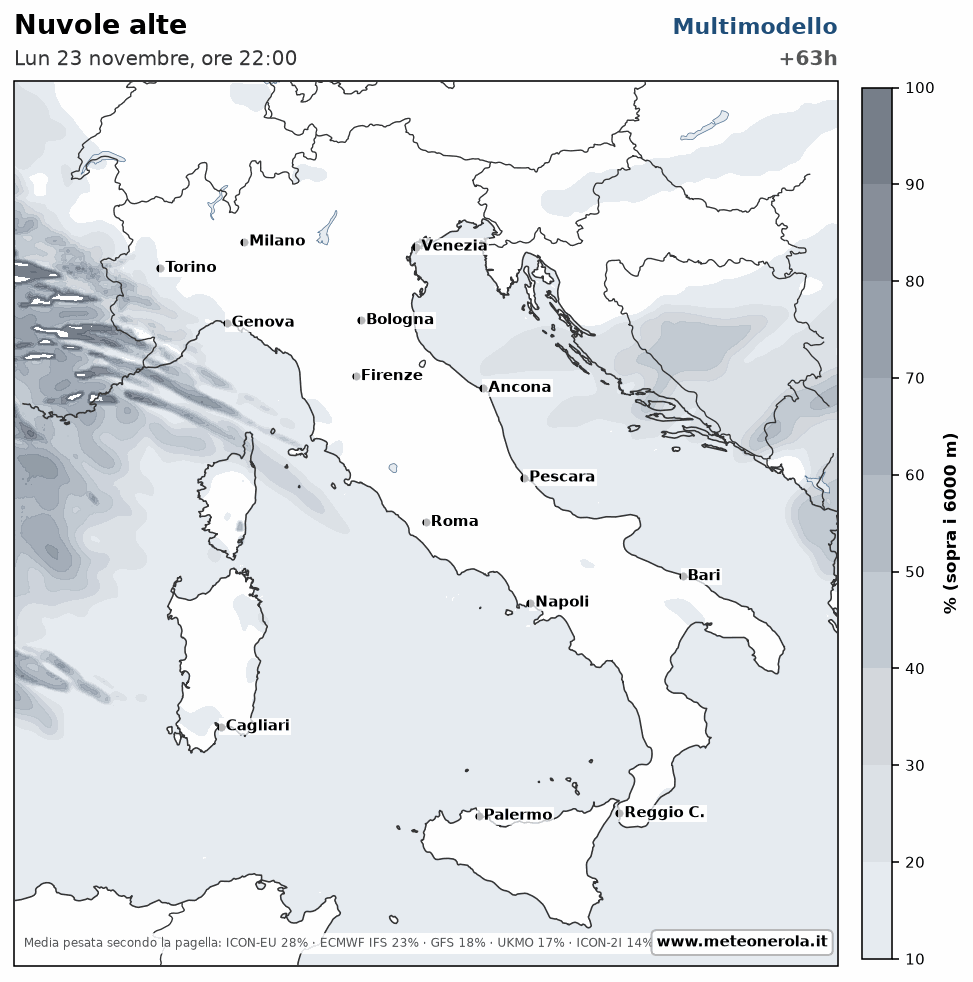 Nuvole alte
Multimodello
Lun 23 novembre, ore 22:00
+63h
Milano
Venezia
Torino
Genova
Bologna
Firenze
Ancona
Pescara
Roma
Bari
Napoli
Cagliari
Palermo
Reggio C.
Media pesata secondo la pagella: ICON-EU 28% · ECMWF IFS 23% · GFS 18% · UKMO 17% · ICON-2I 14%
www.meteonerola.it
100
90
80
70
60
50
40
30
20
10
% (sopra i 6000 m)